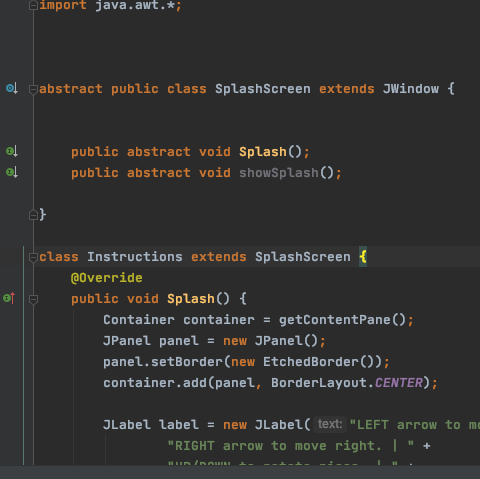 import java.awt.*;
abstract public class SplashScreen extends JWindow {
public abstract void Splash();
public abstract void showSplash();
}
class Instructions extends SplashScreen {
@Override
public void Splash() {
Container container = getContentPane();
JPanel panel = new JPanel();
panel.setBorder(new EtchedBorder());
container.add(panel, BorderLayout.CENTER);
JLabel label = new JLabel( text: "LEFT arrow to mo
"RIGHT arrow to move right. | " +